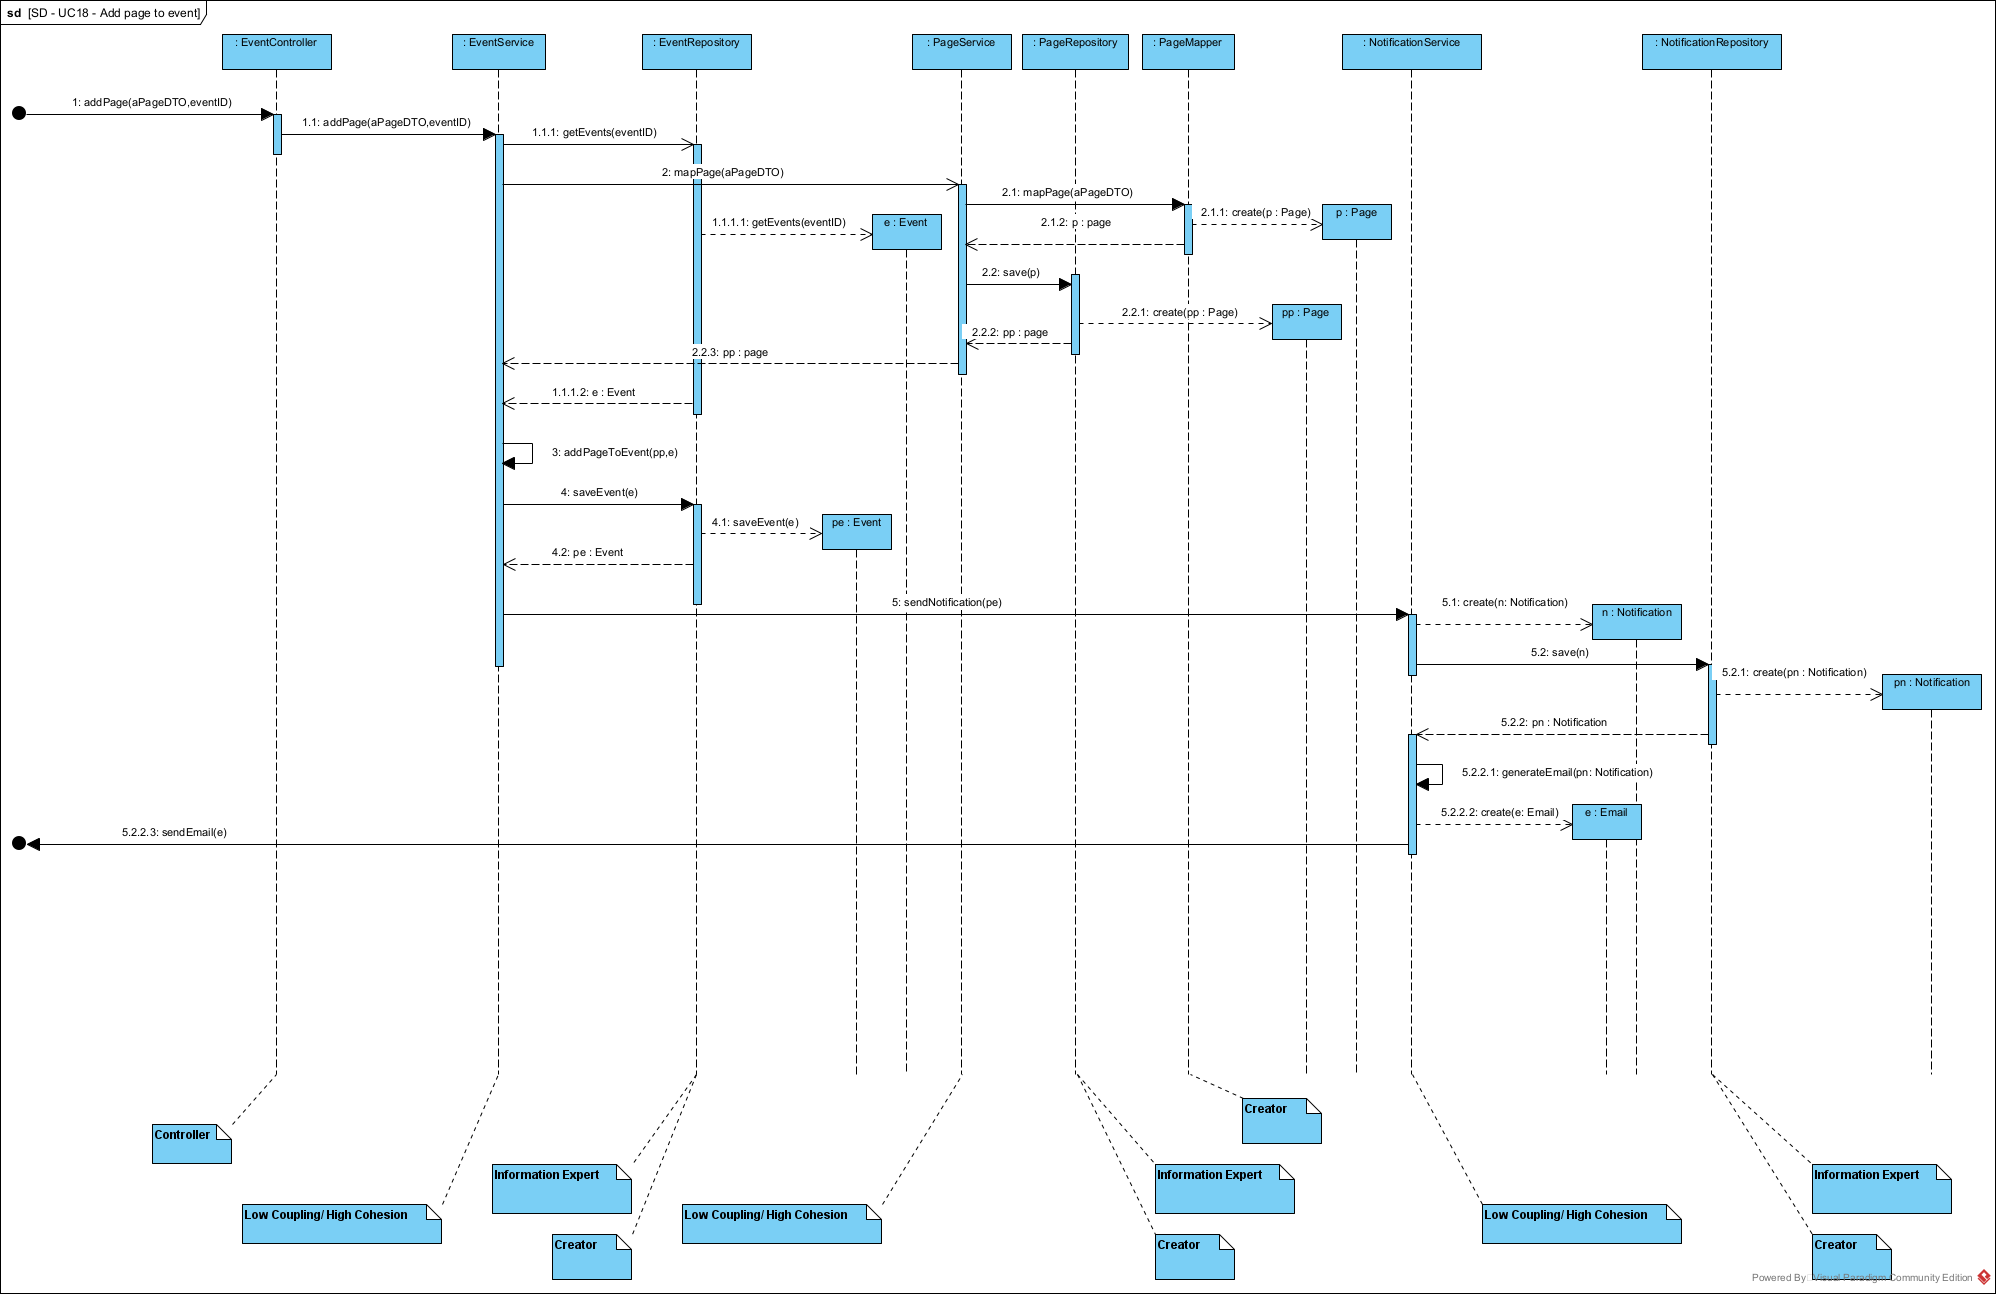 sd [SD - UC18 - Add page to event]
: EventController
: EventService
: EventRepository
: PageService
: PageRepository
: PageMapper
: NotificationService
: NotificationRepository
1: addPage(aPageDTO,eventID)
1.1: addPage(aPageDTO,eventID)
1.1.1: getEvents(eventID)
2: mapPage(aPageDTO)
2.1: mapPage(aPageDTO)
2.1.1: create(p : Page)
p : Page
1.1.1.1: getEvents(eventID)
e : Event
2.1.2: p : page
2.2: save(p)
2.2.1: create(pp : Page)
pp : Page
2.2.2: pp : page
2.2.3: pp : page
1.1.1.2: e : Event
3: addPageToEvent(pp,e)
4: saveEvent(e)
4.1: saveEvent(e)
pe : Event
4.2: pe : Event
5: sendNotification(pe)
5.1: create(n: Notification)
n : Notification
5.2: save(n)
5.2.1: create(pn : Notification)
pn : Notification
5.2.2: pn : Notification
5.2.2.1: generateEmail(pn: Notification)
5.2.2.2: create(e: Email)
e : Email
5.2.2.3: sendEmail(e)
Creator
Controller
Information Expert
Information Expert
Information Expert
Low Coupling/ High Cohesion
Low Coupling/ High Cohesion
Low Coupling/ High Cohesion
Creator
Creator
Creator
Powered By: Visual Paradigm Community Edition